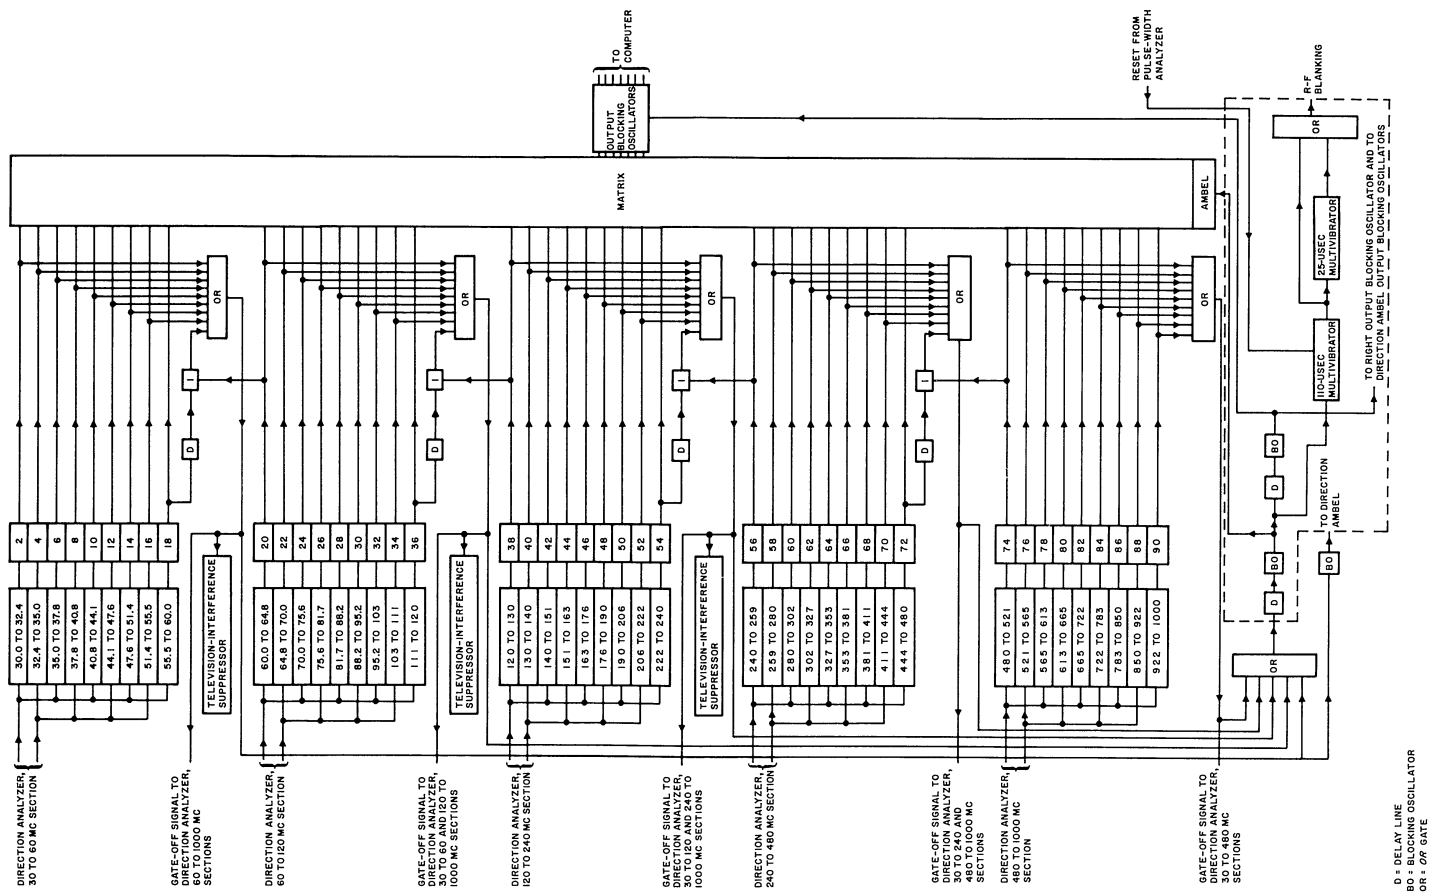 DIRECTION ANALYZER,
30 TO 60 MC SECTION
30.0 TO 32.4
32.4 TO 35.0
35.0 TO 37.8
37.8 TO 40.8
40.8 TO 44.1
44.1 TO 47.6
47.6 TO 51.4
51.4 TO 55.5
55.5 TO 60.0
2
4
6
8
10
12
14
16
18
D
I
OR
TELEVISION-INTERFERENCE
SUPPRESSOR
GATE-OFF SIGNAL TO
DIRECTION ANALYZER,
60 TO 1000 MC
SECTIONS
DIRECTION ANALYZER,
60 TO 120 MC SECTION
60.0 TO 64.8
64.8 TO 70.0
70.0 TO 75.6
75.6 TO 81.7
81.7 TO 88.2
88.2 TO 95.2
95.2 TO 103
103 TO 111
111 TO 120
20
22
24
26
28
30
32
34
36
D
I
OR
TELEVISION-INTERFERENCE
SUPPRESSOR
GATE-OFF SIGNAL TO
DIRECTION ANALYZER,
30 TO 60 AND 120 TO
1000 MC SECTIONS
DIRECTION ANALYZER,
120 TO 240 MC SECTION
120 TO 130
130 TO 140
140 TO 151
151 TO 163
163 TO 176
176 TO 190
190 TO 206
206 TO 222
222 TO 240
38
40
42
44
46
48
50
52
54
D
I
OR
TELEVISION-INTERFERENCE
SUPPRESSOR
GATE-OFF SIGNAL TO
DIRECTION ANALYZER,
30 TO 120 AND 240 TO
1000 MC SECTIONS
DIRECTION ANALYZER,
240 TO 480 MC SECTION
240 TO 259
259 TO 280
280 TO 302
302 TO 327
327 TO 353
353 TO 381
381 TO 411
411 TO 444
444 TO 480
56
58
60
62
64
66
68
70
72
D
I
OR
GATE-OFF SIGNAL TO
DIRECTION ANALYZER,
30 TO 240 AND
480 TO 1000 MC
SECTIONS
DIRECTION ANALYZER,
480 TO 1000 MC
SECTION
480 TO 521
521 TO 565
565 TO 613
613 TO 665
665 TO 722
722 TO 783
783 TO 850
850 TO 922
922 TO 1000
74
76
78
80
82
84
86
88
90
OR
GATE-OFF SIGNAL TO
DIRECTION ANALYZER,
30 TO 480 MC
SECTIONS
MATRIX
AMBEL
OUTPUT
BLOCKING
OSCILLATORS
TO
COMPUTER
RESET FROM
PULSE-WIDTH
ANALYZER
OR
D
BO
D
BO
BO
TO DIRECTION
AMBEL
110-USEC
MULTIVIBRATOR
25-USEC
MULTIVIBRATOR
OR
R-F
BLANKING
TO RIGHT OUTPUT BLOCKING OSCILLATOR AND TO
DIRECTION AMBEL OUTPUT BLOCKING OSCILLATORS
D = DELAY LINE
BO = BLOCKING OSCILLATOR
OR = OR GATE